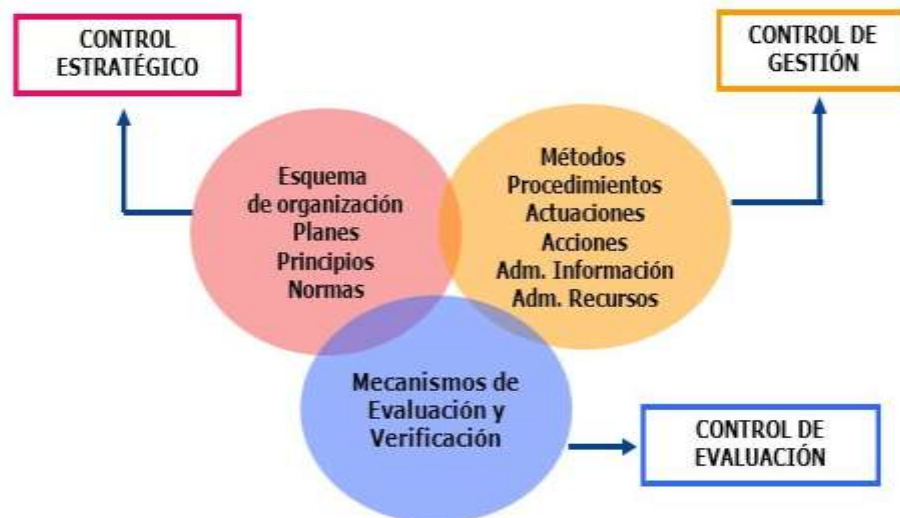 CONTROL
ESTRATÉGICO
CONTROL DE
GESTIÓN
Esquema
de organización
Planes
Principios
Normas
Métodos
Procedimientos
Actuaciones
Acciones
Adm. Información
Adm. Recursos
Mecanismos de
Evaluación y
Verificación
CONTROL DE
EVALUACIÓN